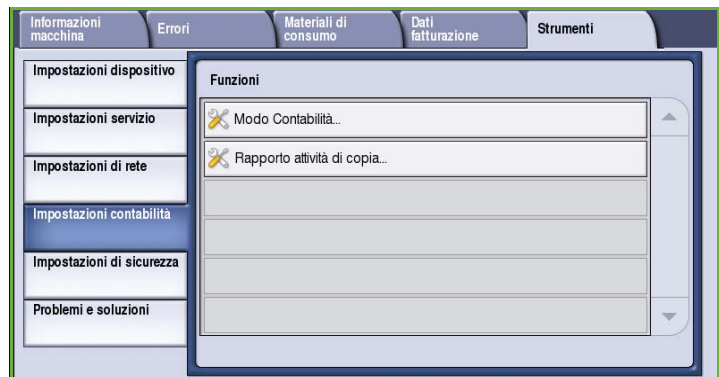 Informazioni
macchina
Errori
Materiali di
consumo
Dati
fatturazione
Strumenti
Impostazioni dispositivo
Impostazioni servizio
Impostazioni di rete
Impostazioni contabilità
Impostazioni di sicurezza
Problemi e soluzioni
Funzioni
Modo Contabilità...
Rapporto attività di copia...